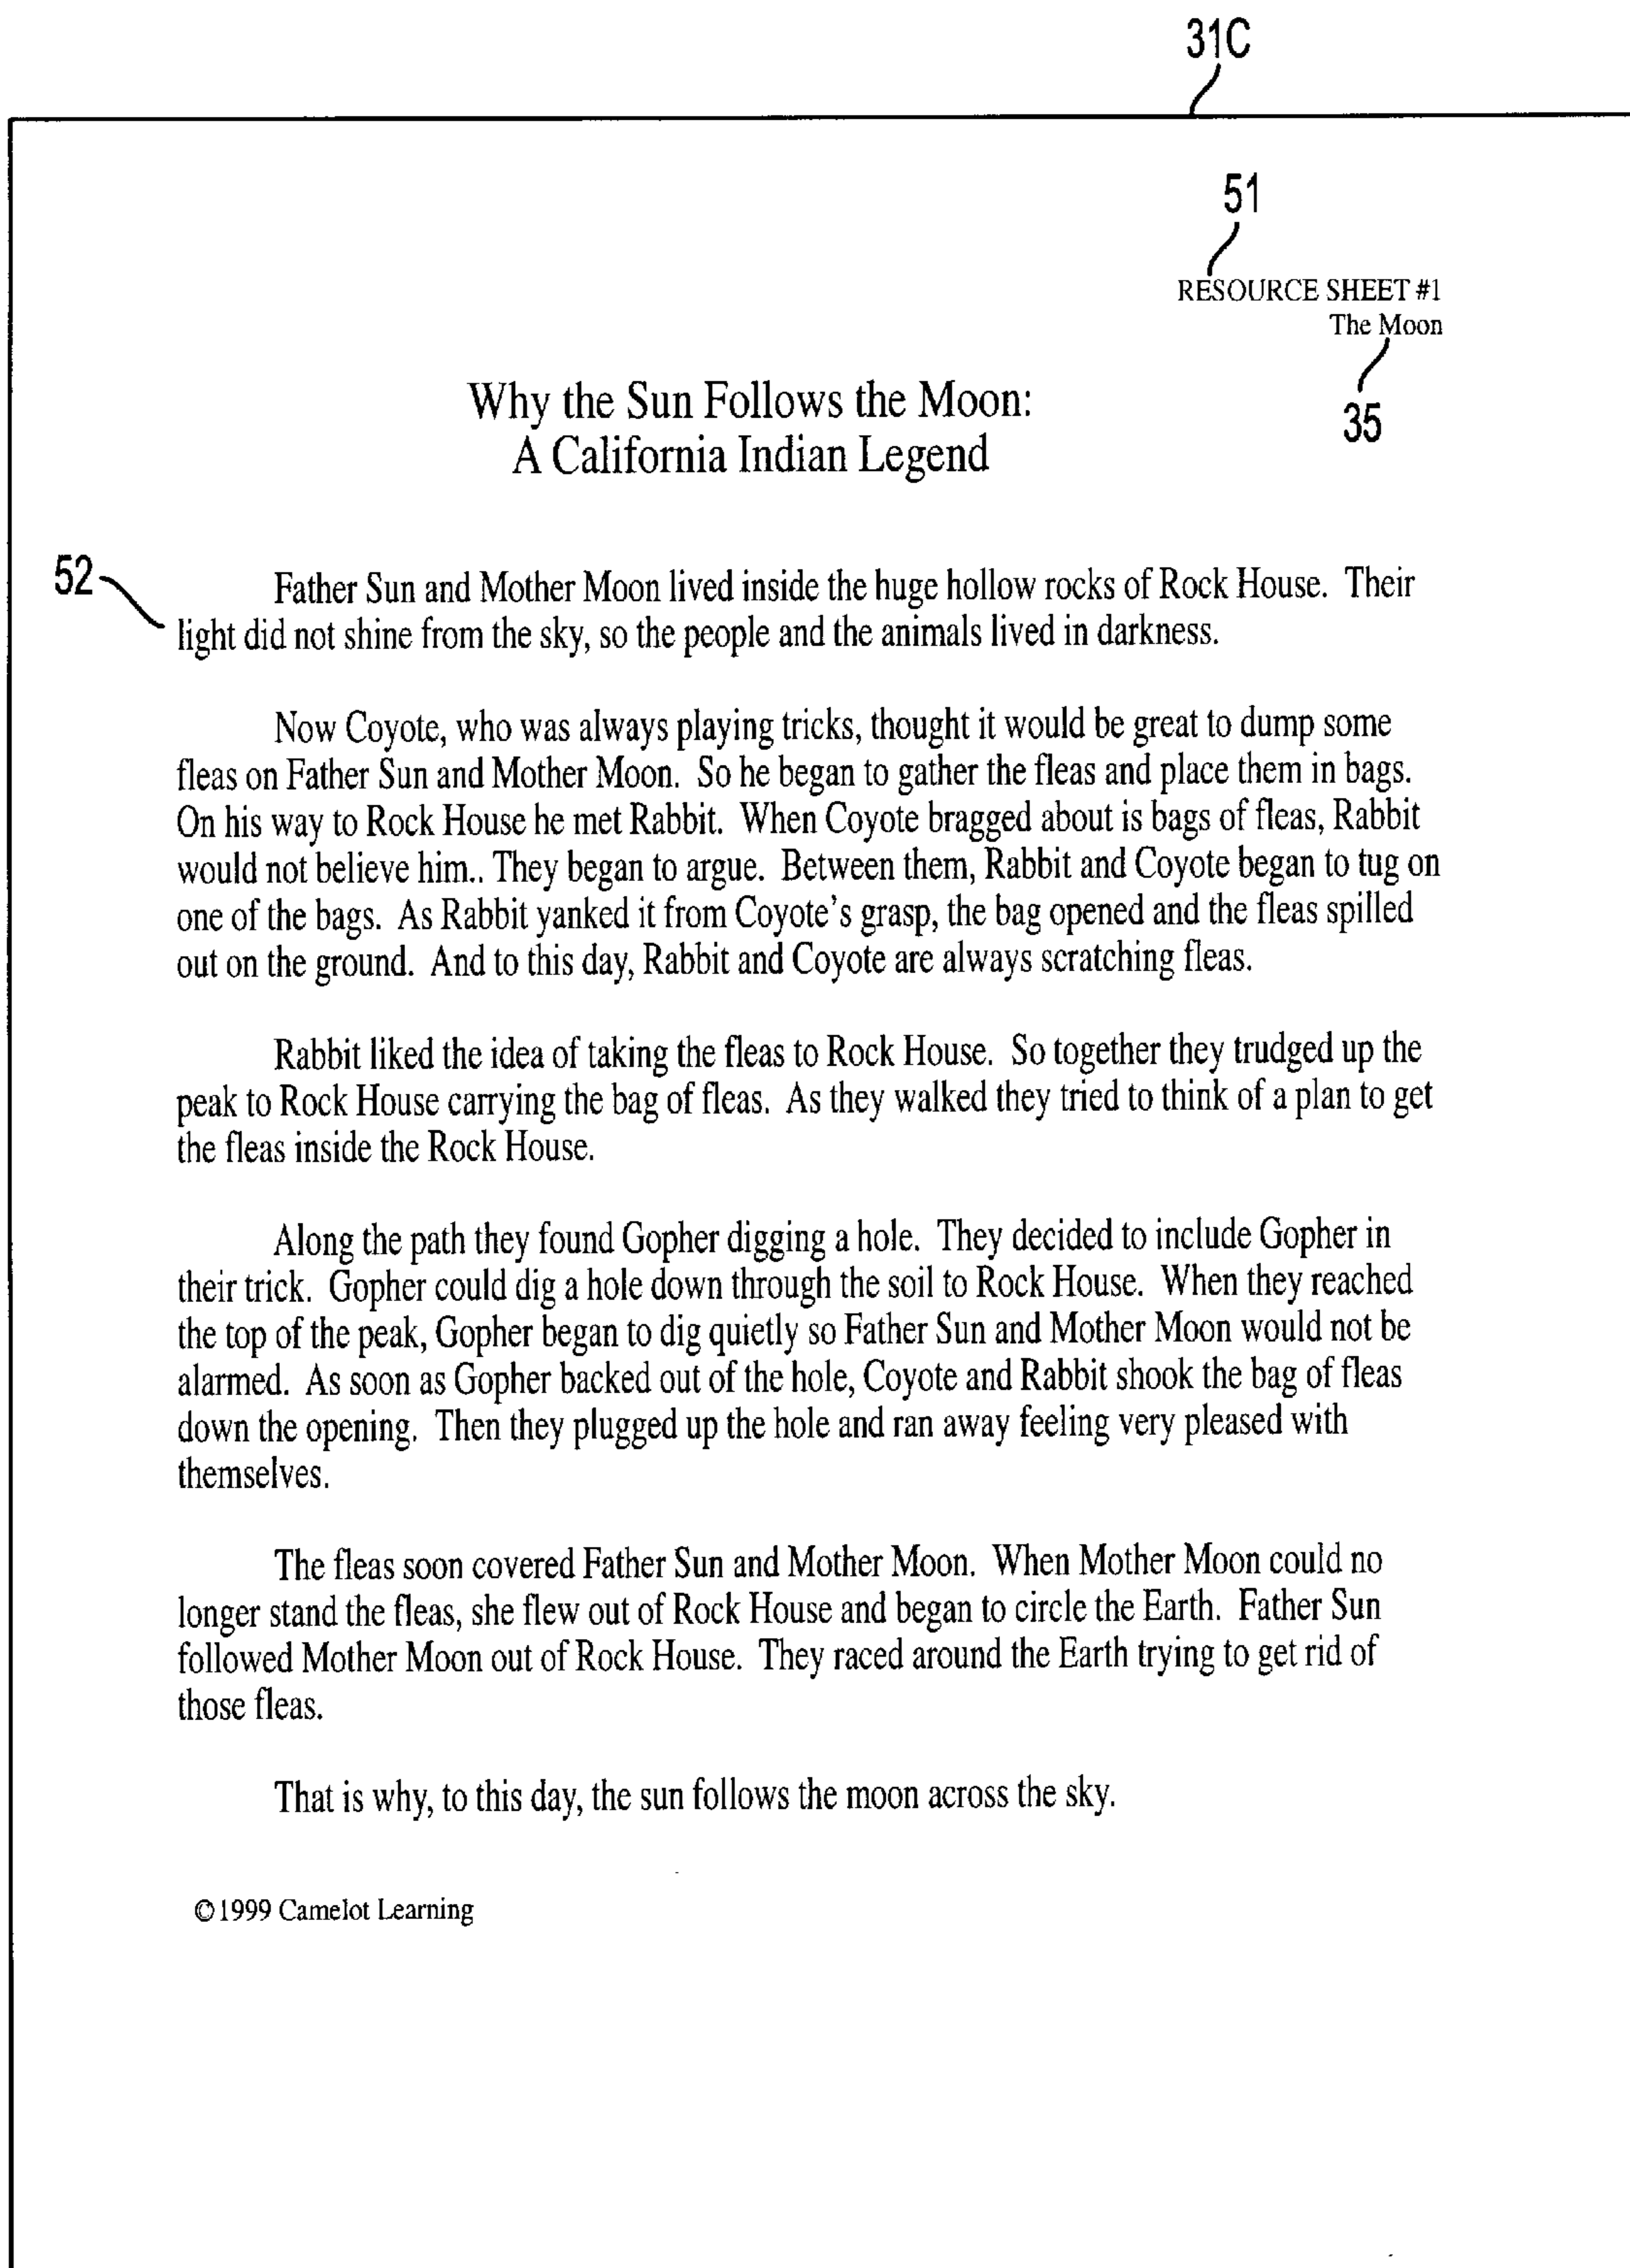 31C
51
RESOURCE SHEET #1
The Moon
35
Why the Sun Follows the Moon:
A California Indian Legend
52
Father Sun and Mother Moon lived inside the huge hollow rocks of Rock House. Their
light did not shine from the sky, so the people and the animals lived in darkness.
Now Coyote, who was always playing tricks, thought it would be great to dump some
fleas on Father Sun and Mother Moon. So he began to gather the fleas and place them in bags.
On his way to Rock House he met Rabbit. When Coyote bragged about is bags of fleas, Rabbit
would not believe him.. They began to argue. Between them, Rabbit and Coyote began to tug on
one of the bags. As Rabbit yanked it from Coyote's grasp, the bag opened and the fleas spilled
out on the ground. And to this day, Rabbit and Coyote are always scratching fleas.
Rabbit liked the idea of taking the fleas to Rock House. So together they trudged up the
peak to Rock House carrying the bag of fleas. As they walked they tried to think of a plan to get
the fleas inside the Rock House.
Along the path they found Gopher digging a hole. They decided to include Gopher in
their trick. Gopher could dig a hole down through the soil to Rock House. When they reached
the top of the peak, Gopher began to dig quietly so Father Sun and Mother Moon would not be
alarmed. As soon as Gopher backed out of the hole, Coyote and Rabbit shook the bag of fleas
down the opening. Then they plugged up the hole and ran away feeling very pleased with
themselves.
The fleas soon covered Father Sun and Mother Moon. When Mother Moon could no
longer stand the fleas, she flew out of Rock House and began to circle the Earth. Father Sun
followed Mother Moon out of Rock House. They raced around the Earth trying to get rid of
those fleas.
That is why, to this day, the sun follows the moon across the sky.
©1999 Camelot Learning